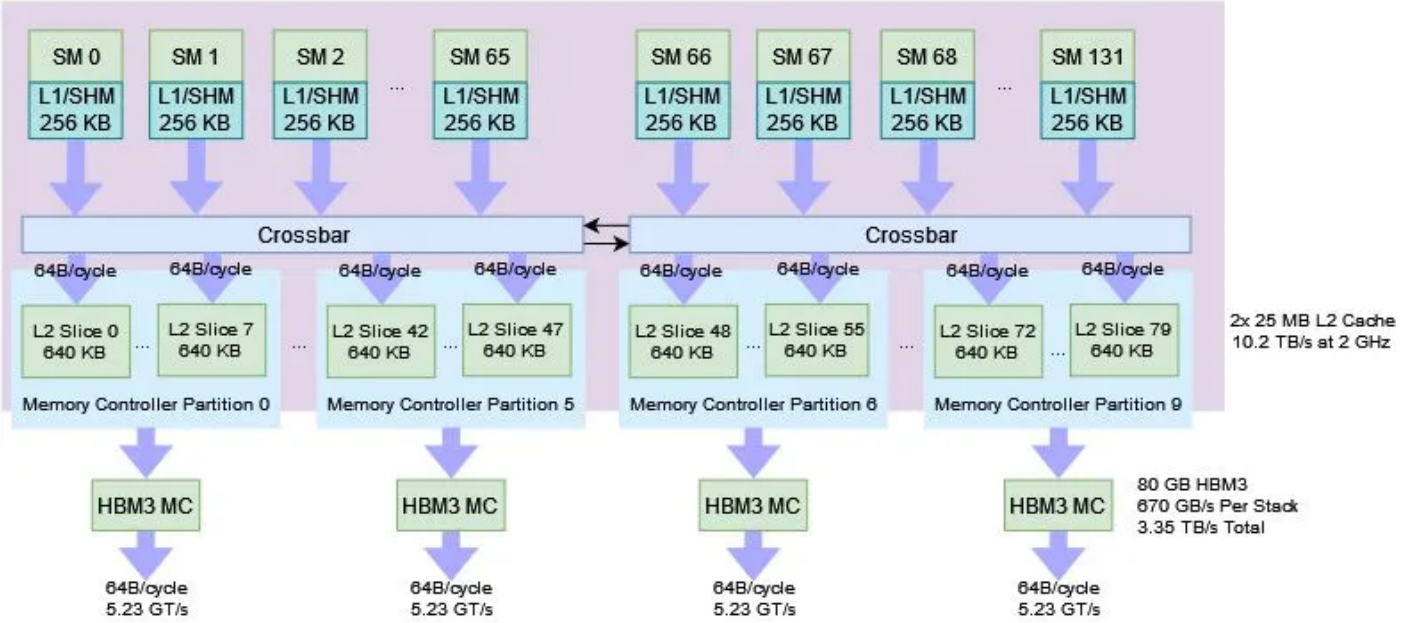 SM 0
L1/SHM
256 KB
SM 1
L1/SHM
256 KB
SM 2
L1/SHM
256 KB
...
SM 65
L1/SHM
256 KB
SM 66
L1/SHM
256 KB
SM 67
L1/SHM
256 KB
SM 68
L1/SHM
256 KB
...
SM 131
L1/SHM
256 KB
Crossbar
Crossbar
64B/cycle
64B/cycle
64B/cycle
64B/cycle
64B/cycle
64B/cycle
64B/cycle
64B/cycle
L2 Slice 0
640 KB
...
L2 Slice 7
640 KB
...
L2 Slice 42
640 KB
...
L2 Slice 47
640 KB
L2 Slice 48
640 KB
...
L2 Slice 55
640 KB
...
L2 Slice 72
640 KB
...
L2 Slice 79
640 KB
2x 25 MB L2 Cache
10.2 TB/s at 2 GHz
Memory Controller Partition 0
Memory Controller Partition 5
Memory Controller Partition 6
Memory Controller Partition 9
HBM3 MC
HBM3 MC
HBM3 MC
HBM3 MC
80 GB HBM3
670 GB/s Per Stack
3.35 TB/s Total
64B/cycle
5.23 GT/s
64B/cycle
5.23 GT/s
64B/cycle
5.23 GT/s
64B/cycle
5.23 GT/s